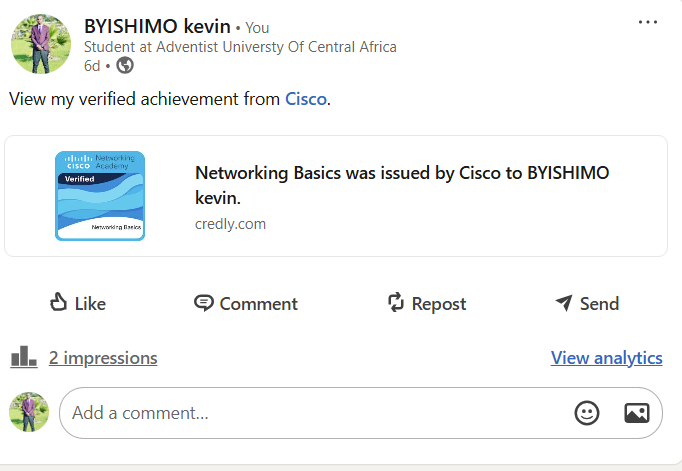 BYISHIMO kevin • You
Student at Adventist Universty Of Central Africa
6d •
View my verified achievement from Cisco.
CISCO Networking Academy
Verified
Networking Basics
Networking Basics was issued by Cisco to BYISHIMO
kevin.
credly.com
Like Comment Repost Send
2 impressions View analytics
Add a comment...